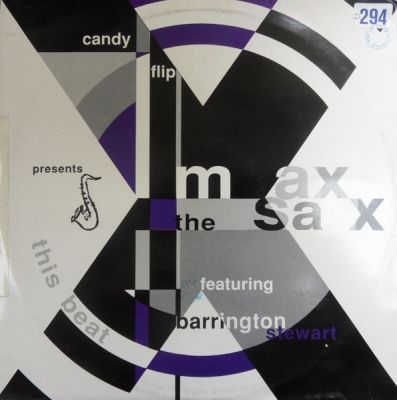 294
candy
flip
presents
max
the sax
this beat
featuring
barrington
stewart